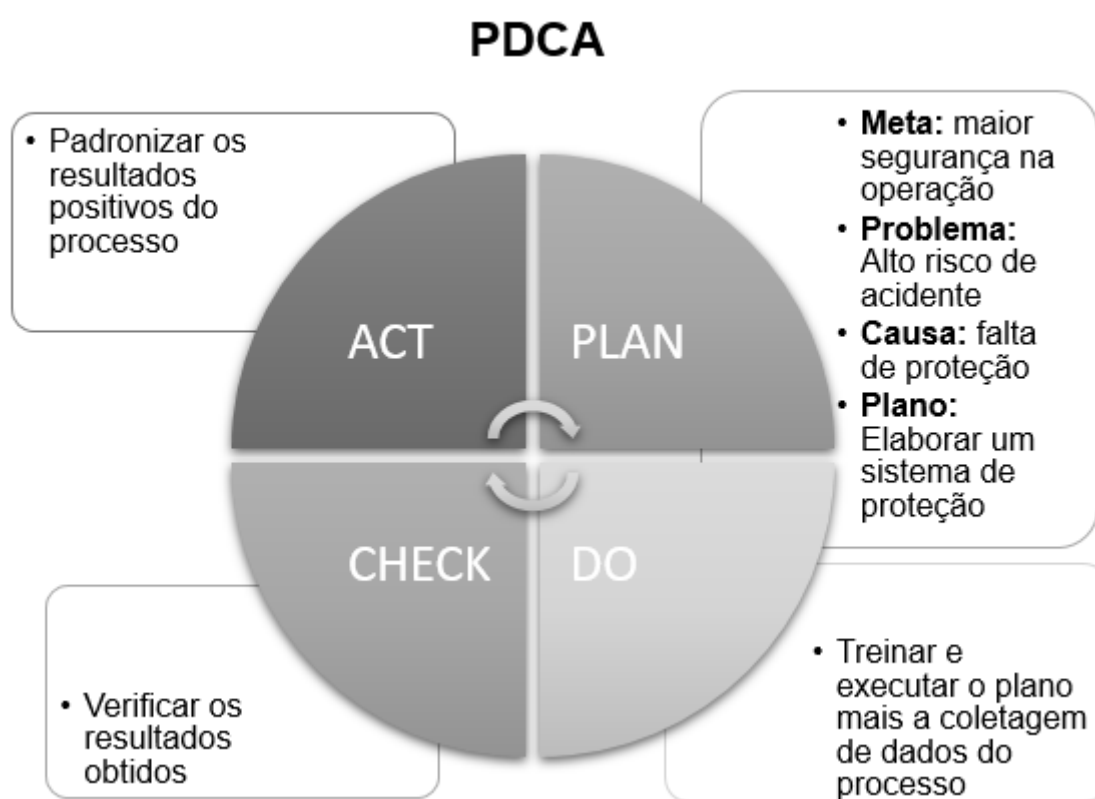 PDCA
• Padronizar os
resultados
positivos do
processo
• Meta: maior
segurança na
operação
• Problema:
Alto risco de
acidente
• Causa: falta
de proteção
• Plano:
Elaborar um
sistema de
proteção
ACT
PLAN
CHECK
DO
• Verificar os
resultados
obtidos
• Treinar e
executar o plano
mais a coletagem
de dados do
processo